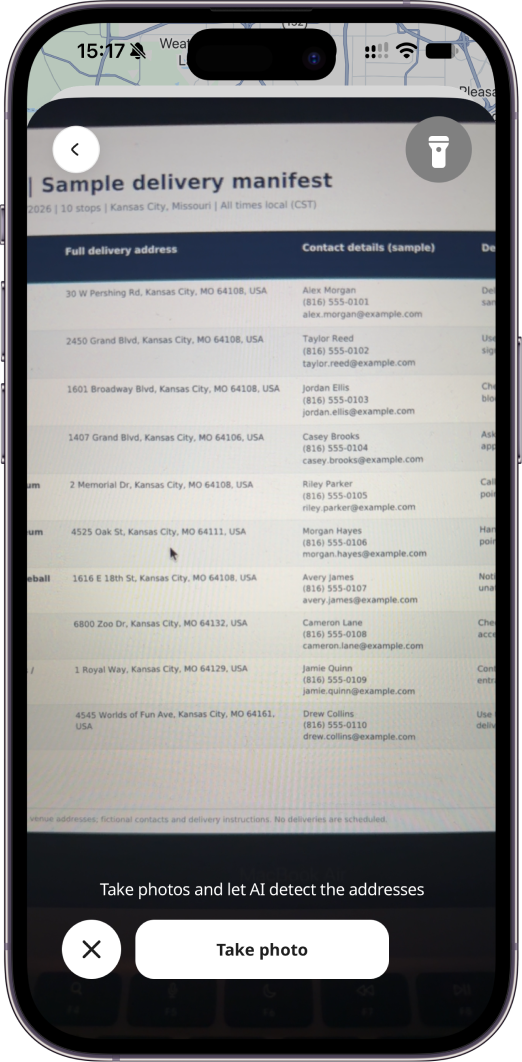 15:17
Weat
L
Pleasa
| Sample delivery manifest
2026 | 10 stops | Kansas City, Missouri | All times local (CST)
Full delivery address
Contact details (sample)
De
30 W Pershing Rd, Kansas City, MO 64108, USA
Alex Morgan
(816) 555-0101
alex.morgan@example.com
2450 Grand Blvd, Kansas City, MO 64108, USA
Taylor Reed
(816) 555-0102
taylor.reed@example.com
1601 Broadway Blvd, Kansas City, MO 64108, USA
Jordan Ellis
(816) 555-0103
jordan.ellis@example.com
1407 Grand Blvd, Kansas City, MO 64106, USA
Casey Brooks
(816) 555-0104
casey.brooks@example.com
um
2 Memorial Dr, Kansas City, MO 64108, USA
Riley Parker
(816) 555-0105
riley.parker@example.com
um
4525 Oak St, Kansas City, MO 64111, USA
Morgan Hayes
(816) 555-0106
morgan.hayes@example.com
eball
1616 E 18th St, Kansas City, MO 64108, USA
Avery James
(816) 555-0107
avery.james@example.com
6800 Zoo Dr, Kansas City, MO 64132, USA
Cameron Lane
(816) 555-0108
cameron.lane@example.com
/
1 Royal Way, Kansas City, MO 64129, USA
Jamie Quinn
(816) 555-0109
jamie.quinn@example.com
4545 Worlds of Fun Ave, Kansas City, MO 64161,
USA
Drew Collins
(816) 555-0110
drew.collins@example.com
venue addresses, fictional contacts and delivery instructions. No deliveries are scheduled.
Take photos and let AI detect the addresses
Take photo